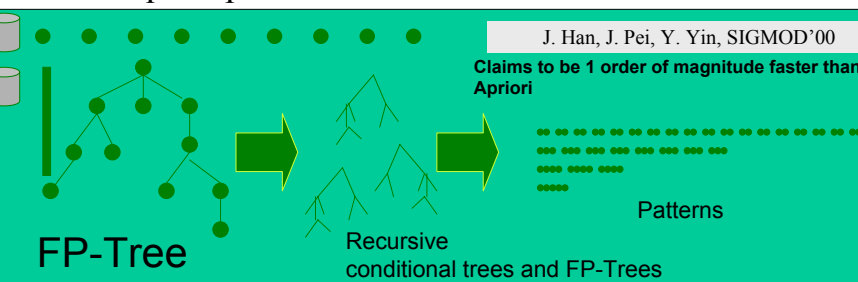 J. Han, J. Pei, Y. Yin, SIGMOD'00
Claims to be 1 order of magnitude faster than
Apriori
Patterns
FP-Tree
Recursive
conditional trees and FP-Trees